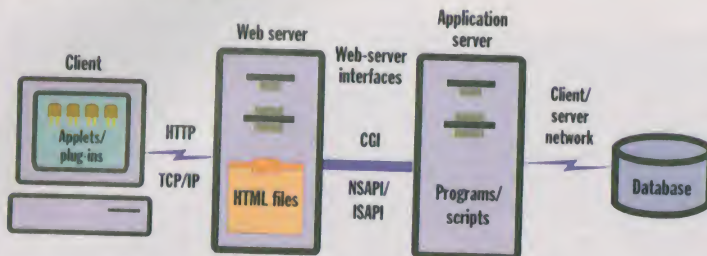 Client
Applets/
plug-ins
HTTP
TCP/IP
Web server
HTML files
Web-server
interfaces
CGI
NSAPI/
ISAPI
Application
server
Programs/
scripts
Client/
server
network
Database